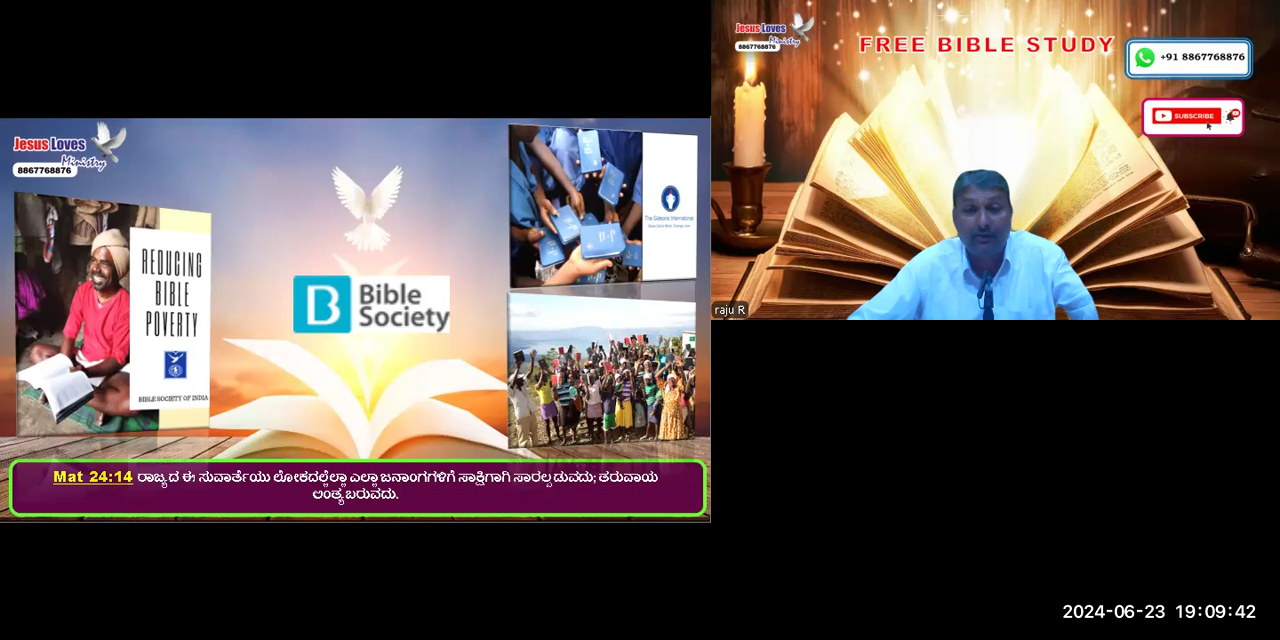 Jesus Loves
Ministry
8867768876
REDUCING
BIBLE
POVERTY
BIBLE SOCIETY OF INDIA
B Bible
Society
The Gideons International
Mat 24:14 ರಾಜ್ಯದ ಈ ಸುವಾರ್ತೆಯು ಲೋಕದಲ್ಲೆಲ್ಲಾ ಎಲ್ಲಾ ಜನಾಂಗಗಳಿಗೆ ಸಾಕ್ಷಿಗಾಗಿ ಸಾರಲ್ಪಡುವದು; ತರುವಾಯ
ಅಂತ್ಯ ಬರುವದು.
Jesus Loves
Ministry
8867768876
FREE BIBLE STUDY
+91 8867768876
SUBSCRIBE
raju R
2024-06-23 19:09:42